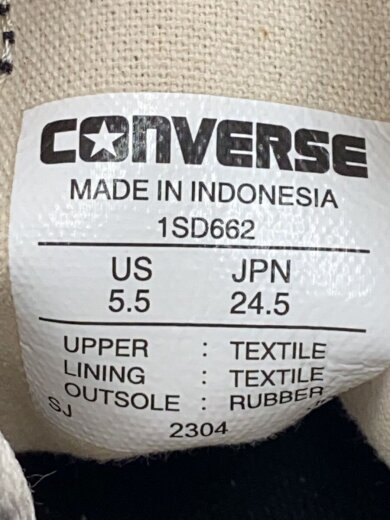 CONVERSE
MADE IN INDONESIA
1SD662
US JPN
5.5 24.5
UPPER : TEXTILE
LINING : TEXTILE
OUTSOLE : RUBBER
SJ
2304